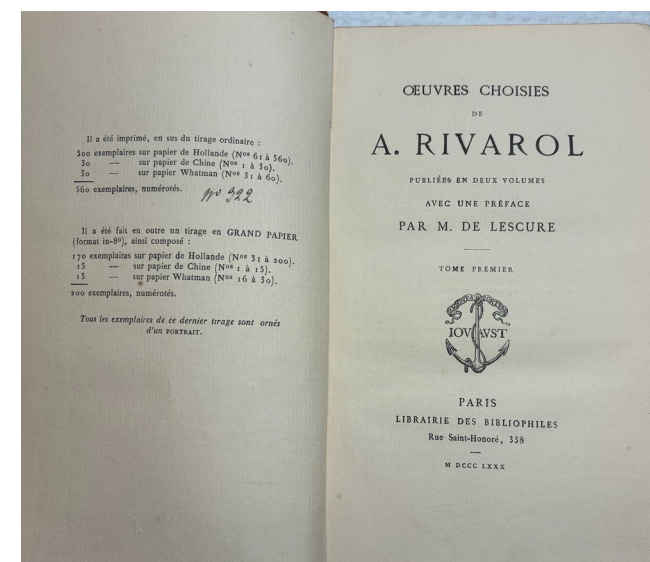 Il a été imprimé, en sus du tirage ordinaire :
500 exemplaires sur papier de Hollande (Nos 61 à 560).
30 — sur papier de Chine (Nos 1 à 30).
30 — sur papier Whatman (Nos 31 à 60).
560 exemplaires, numérotés.
no 322
Il a été fait en outre un tirage en GRAND PAPIER
(format in-8º), ainsi composé :
170 exemplaires sur papier de Hollande (Nos 31 à 200).
15 — sur papier de Chine (Nos 1 à 15).
15 — sur papier Whatman (Nos 16 à 30).
200 exemplaires, numérotés.
Tous les exemplaires de ce dernier tirage sont ornés
d'un PORTRAIT.
ŒUVRES CHOISIES
DE
A. RIVAROL
PUBLIÉES EN DEUX VOLUMES
AVEC UNE PRÉFACE
PAR M. DE LESCURE
TOME PREMIER
IOV AVST
PARIS
LIBRAIRIE DES BIBLIOPHILES
Rue Saint-Honoré, 338
M DCCC LXXX